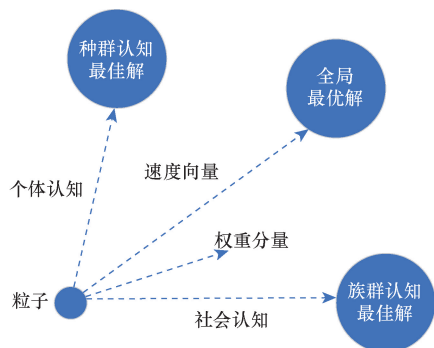 种群认知
最佳解
全局
最优解
速度向量
个体认知
权重分量
粒子
社会认知
族群认知
最佳解